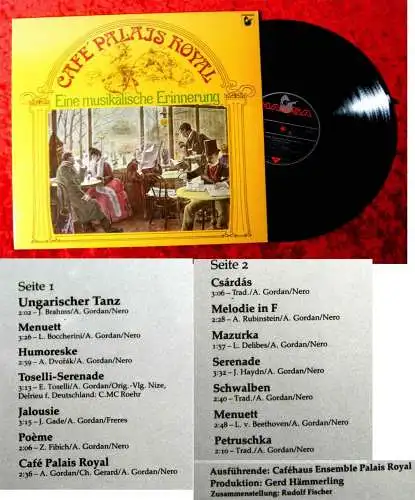 CAFÉ PALAIS ROYAL
Eine musikalische Erinnerung
HANSA
Seite 1
Ungarischer Tanz
2:02 – J. Brahms/A. Gordan/Nero
Menuett
3:26 – L. Boccherini/A. Gordan/Nero
Humoreske
2:59 – A. Dvořák/A. Gordan/Nero
Toselli-Serenade
3:13 – E. Toselli/A. Gordan/Orig.-Vlg. Nize,
Delrieu f. Deutschland: C.MC Roehr
Jalousie
3:15 – J. Gade/A. Gordan/Freres
Poème
2:06 – Z. Fibich/A. Gordan/Nero
Café Palais Royal
2:36 – A. Gordan/Ch. Gerard/A. Gordan/Nero
Seite 2
Csárdás
3:06 – Trad./A. Gordan/Nero
Melodie in F
2:28 – A. Rubinstein/A. Gordan/Nero
Mazurka
1:57 – L. Delibes/A. Gordan/Nero
Serenade
3:32 – J. Haydn/A. Gordan/Nero
Schwalben
2:40 – Trad./A. Gordan/Nero
Menuett
2:48 – L. v. Beethoven/A. Gordan/Nero
Petruschka
2:10 – Trad./A. Gordan/Nero
Ausführende: Caféhaus Ensemble Palais Royal
Produktion: Gerd Hämmerling
Zusammenstellung: Rudolf Fischer